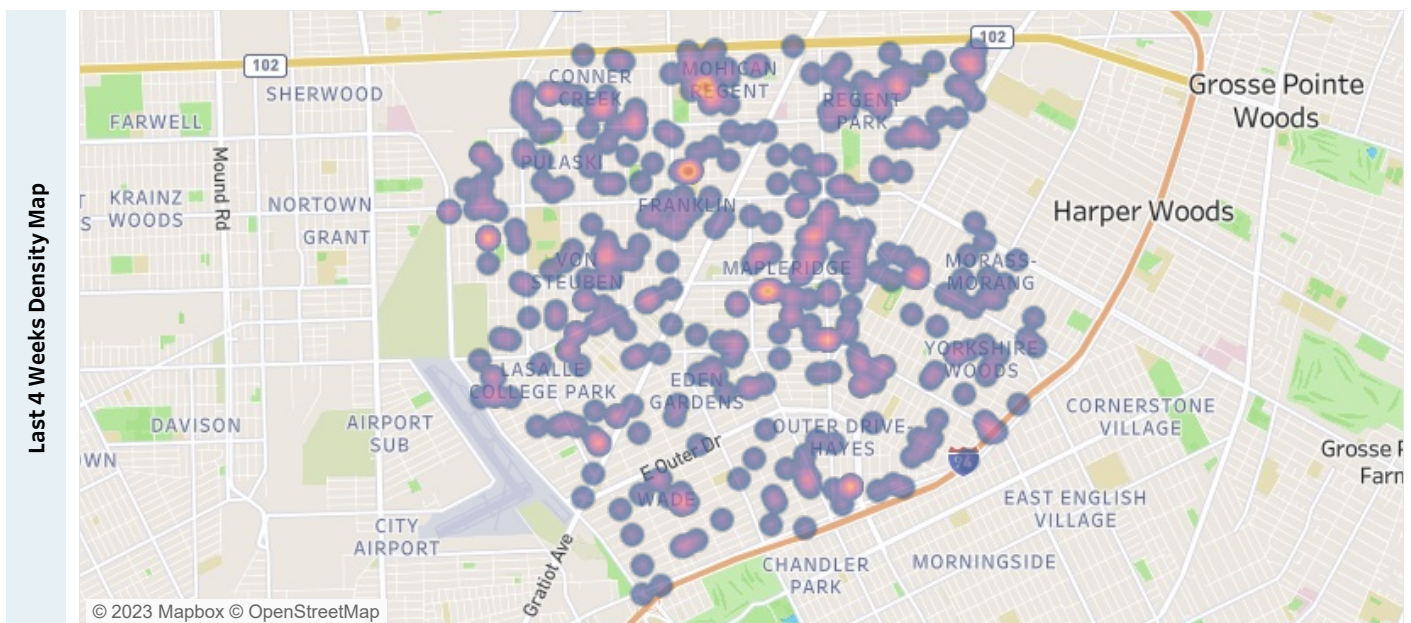 Last 4 Weeks Density Map
102
102
CONNER
CREEK
MOHICAN
REGENT
REGENT
PARK
SHERWOOD
FARWELL
Grosse Pointe
Woods
Mound Rd
PULASKI
KRAINZ
WOODS
NORTOWN
GRANT
FRANKLIN
Harper Woods
VON
STEUBEN
MAPLERIDGE
MORASS-
MORANG
YORKSHIRE
WOODS
LASALLE
COLLEGE PARK
EDEN
GARDENS
DAVISON
AIRPORT
SUB
OUTER DRIVE-
HAYES
CORNERSTONE
VILLAGE
OWN
E Outer Dr
94
Grosse P
Farm
WADE
EAST ENGLISH
VILLAGE
CITY
AIRPORT
Gratiot Ave
CHANDLER
PARK
MORNINGSIDE
© 2023 Mapbox © OpenStreetMap